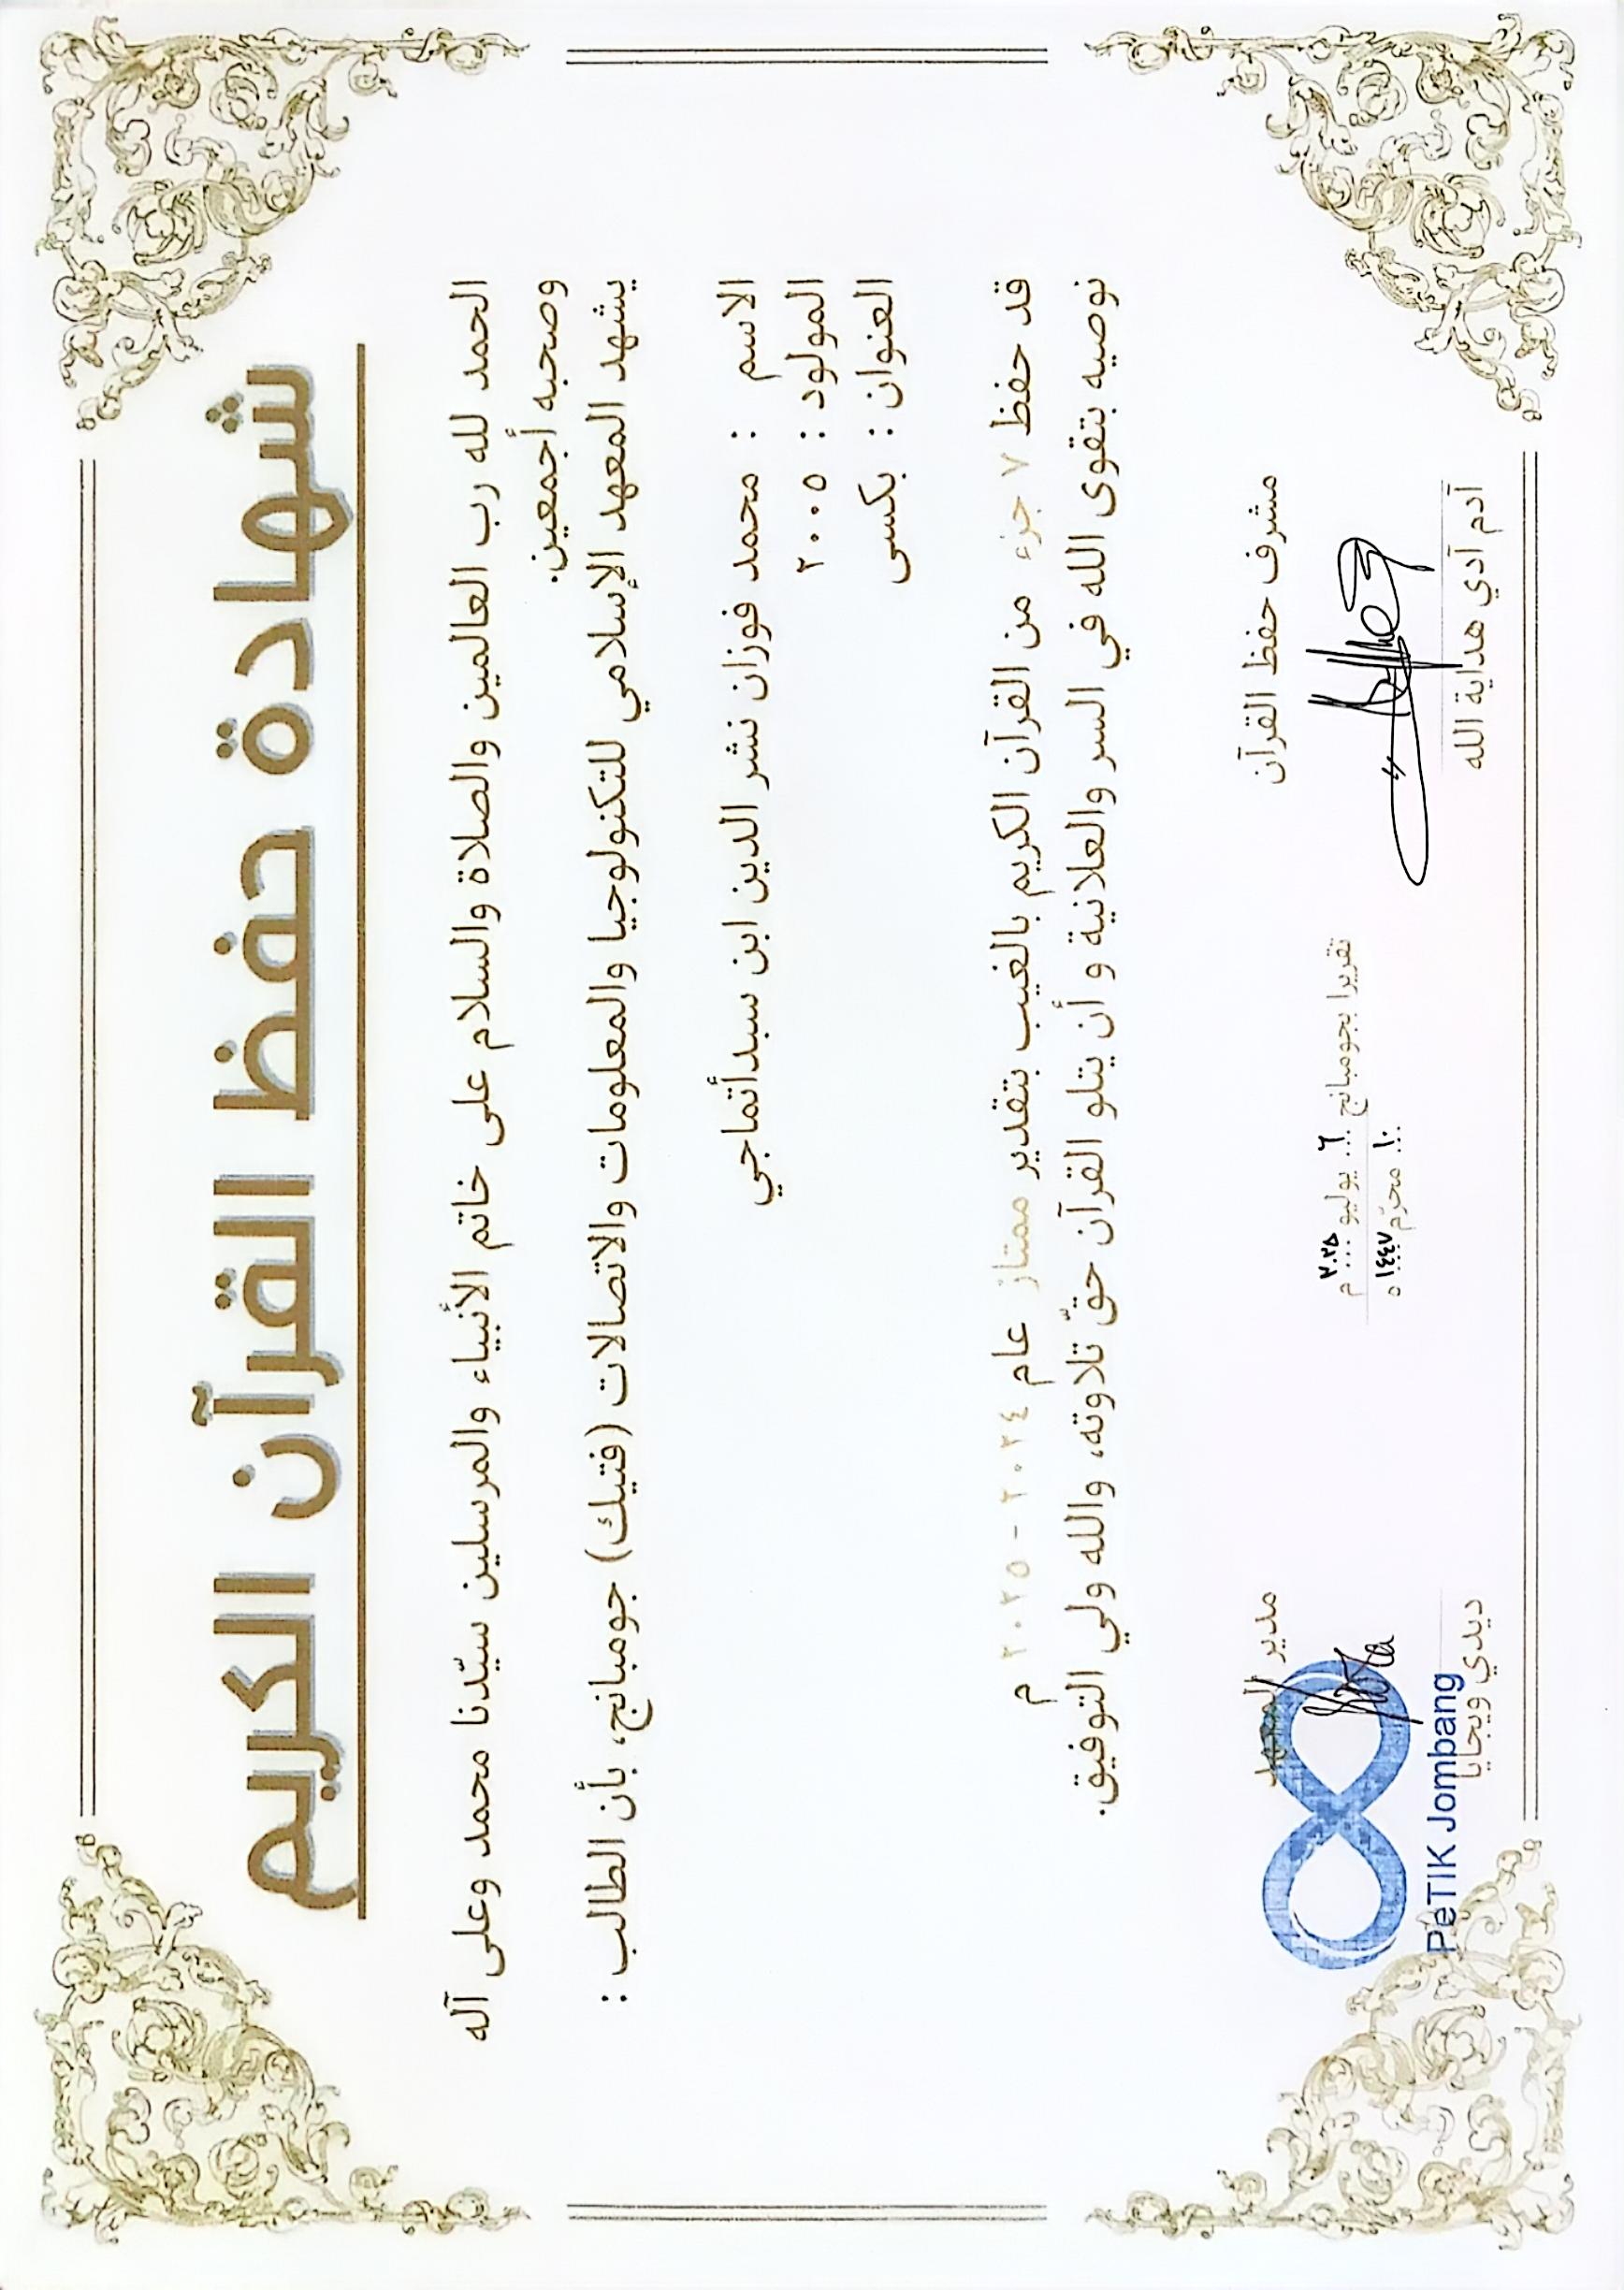 شهادة حفظ القرآن الكريم
الحمد لله رب العالمين والصلاة والسلام على خاتم الأنبياء والمرسلين سيّدنا محمد وعلى آله
وصحبه أجمعين.
يشهد المعهد الإسلامي للتكنولوجيا والمعلومات والاتصالات (فتيك) جومبانج، بأن الطالب :
الاسم : محمد فوزان نشر الدين ابن سبدأتماجي
المولود : ٢٠٠٥
العنوان : بكسى
قد حفظ ٧ جزء من القرآن الكريم بالغيب بتقدير ممتاز عام ٢٠٢٤ - ٢٠٢٥ م
نوصيه بتقوى الله في السر والعلانية و أن يتلو القرآن حقّ تلاوته، والله ولي التوفيق.
مشرف حفظ القرآن
مدير المعهد
تقريرا بجومبانج ٦ يوليو ٢٠٢٥ م
١٠ محرّم ١٤٤٧ ه
PeTIK Jombang
آدم آدي هداية الله
ديدي ويجايا